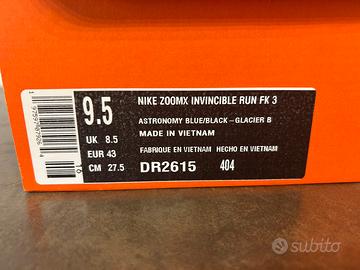 9.5
UK 8.5
EUR 43
CM 27.5
NIKE ZOOMX INVINCIBLE RUN FK 3
ASTRONOMY BLUE/BLACK-GLACIER B
MADE IN VIETNAM
FABRIQUE EN VIETNAM HECHO EN VIETNAM
DR2615 404
subito